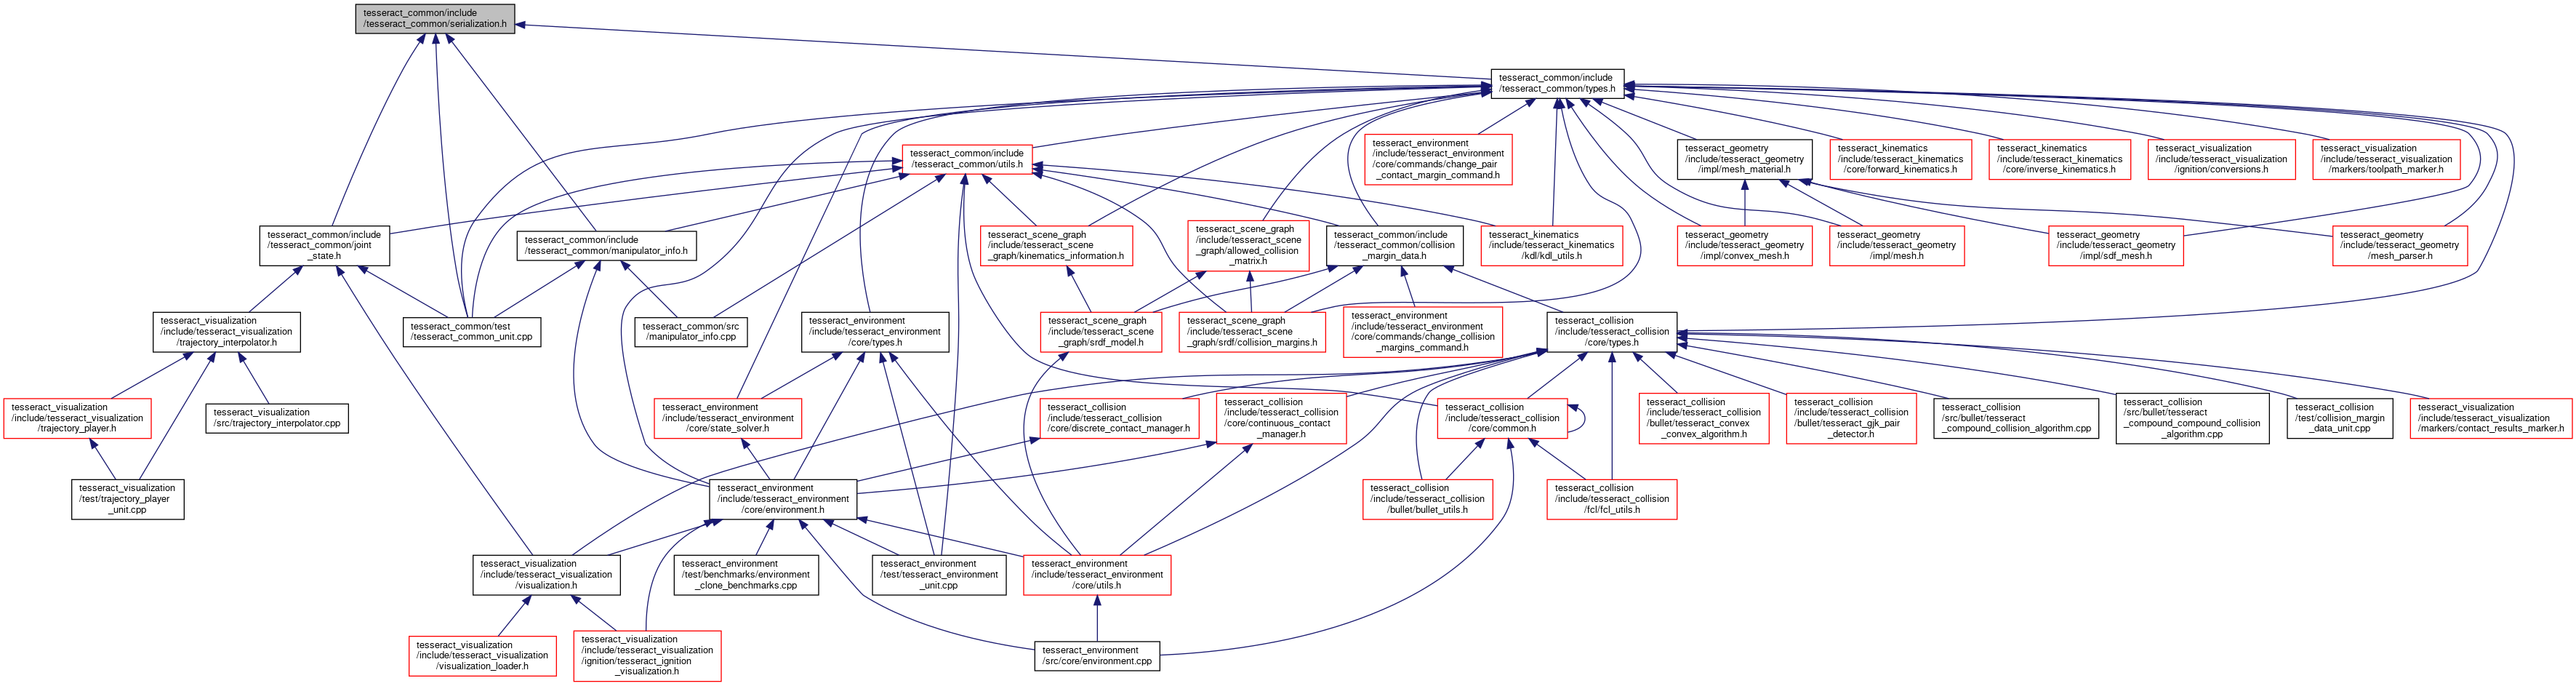 tesseract_common/include
/tesseract_common/serialization.h
tesseract_common/include
/tesseract_common/types.h
tesseract_environment
/include/tesseract_environment
/core/commands/change_pair
_contact_margin_command.h
tesseract_geometry
/include/tesseract_geometry
/impl/mesh_material.h
tesseract_kinematics
/include/tesseract_kinematics
/core/forward_kinematics.h
tesseract_kinematics
/include/tesseract_kinematics
/core/inverse_kinematics.h
tesseract_visualization
/include/tesseract_visualization
/ignition/conversions.h
tesseract_visualization
/include/tesseract_visualization
/markers/toolpath_marker.h
tesseract_common/include
/tesseract_common/utils.h
tesseract_common/include
/tesseract_common/joint
_state.h
tesseract_common/include
/tesseract_common/manipulator_info.h
tesseract_scene_graph
/include/tesseract_scene
_graph/kinematics_information.h
tesseract_scene_graph
/include/tesseract_scene
_graph/allowed_collision
_matrix.h
tesseract_common/include
/tesseract_common/collision
_margin_data.h
tesseract_kinematics
/include/tesseract_kinematics
/kdl/kdl_utils.h
tesseract_geometry
/include/tesseract_geometry
/impl/convex_mesh.h
tesseract_geometry
/include/tesseract_geometry
/impl/mesh.h
tesseract_geometry
/include/tesseract_geometry
/impl/sdf_mesh.h
tesseract_geometry
/include/tesseract_geometry
/mesh_parser.h
tesseract_visualization
/include/tesseract_visualization
/trajectory_interpolator.h
tesseract_common/test
/tesseract_common_unit.cpp
tesseract_common/src
/manipulator_info.cpp
tesseract_environment
/include/tesseract_environment
/core/types.h
tesseract_scene_graph
/include/tesseract_scene
_graph/srdf_model.h
tesseract_scene_graph
/include/tesseract_scene
_graph/srdf/collision_margins.h
tesseract_environment
/include/tesseract_environment
/core/commands/change_collision
_margins_command.h
tesseract_collision
/include/tesseract_collision
/core/types.h
tesseract_visualization
/include/tesseract_visualization
/trajectory_player.h
tesseract_visualization
/src/trajectory_interpolator.cpp
tesseract_environment
/include/tesseract_environment
/core/state_solver.h
tesseract_collision
/include/tesseract_collision
/core/discrete_contact_manager.h
tesseract_collision
/include/tesseract_collision
/core/continuous_contact
_manager.h
tesseract_collision
/include/tesseract_collision
/core/common.h
tesseract_collision
/include/tesseract_collision
/bullet/tesseract_convex
_convex_algorithm.h
tesseract_collision
/include/tesseract_collision
/bullet/tesseract_gjk_pair
_detector.h
tesseract_collision
/src/bullet/tesseract
_compound_collision_algorithm.cpp
tesseract_collision
/src/bullet/tesseract
_compound_compound_collision
_algorithm.cpp
tesseract_collision
/test/collision_margin
_data_unit.cpp
tesseract_visualization
/include/tesseract_visualization
/markers/contact_results_marker.h
tesseract_visualization
/test/trajectory_player
_unit.cpp
tesseract_environment
/include/tesseract_environment
/core/environment.h
tesseract_collision
/include/tesseract_collision
/bullet/bullet_utils.h
tesseract_collision
/include/tesseract_collision
/fcl/fcl_utils.h
tesseract_visualization
/include/tesseract_visualization
/visualization.h
tesseract_environment
/test/benchmarks/environment
_clone_benchmarks.cpp
tesseract_environment
/test/tesseract_environment
_unit.cpp
tesseract_environment
/include/tesseract_environment
/core/utils.h
tesseract_visualization
/include/tesseract_visualization
/visualization_loader.h
tesseract_visualization
/include/tesseract_visualization
/ignition/tesseract_ignition
_visualization.h
tesseract_environment
/src/core/environment.cpp